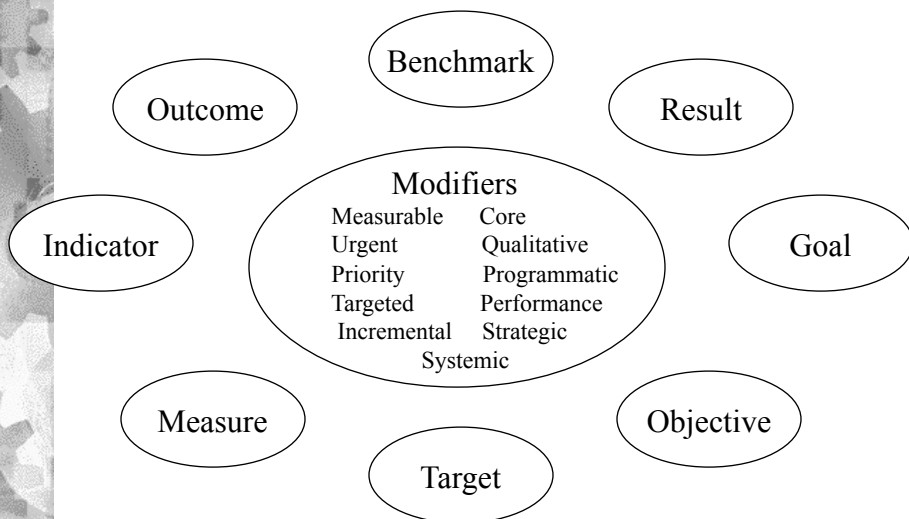 Benchmark
Outcome
Result
Modifiers
Measurable Core
Urgent Qualitative
Priority Programmatic
Targeted Performance
Incremental Strategic
Systemic
Indicator
Goal
Measure
Objective
Target